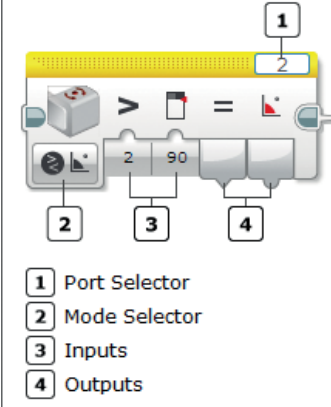 1
2
> =
2 90
2 3 4
1 Port Selector
2 Mode Selector
3 Inputs
4 Outputs